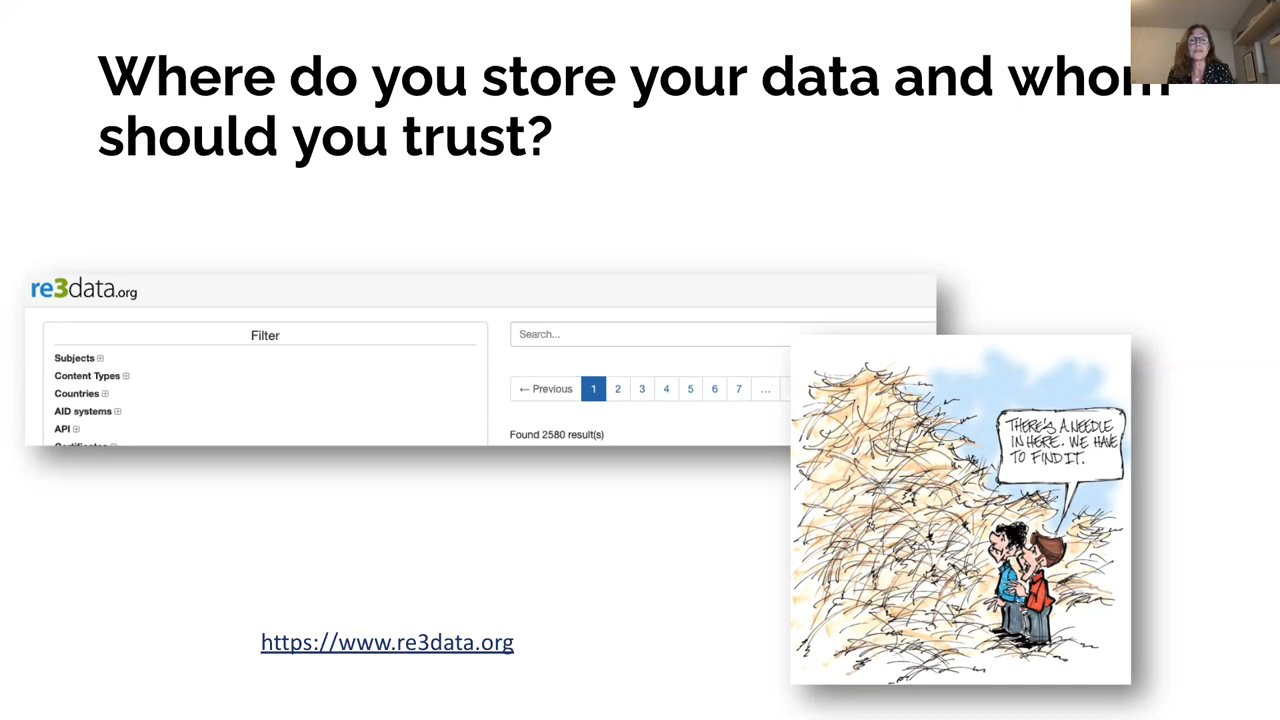 Where do you store your data and whom
should you trust?
re3data.org
Filter
Search...
Subjects
Content Types
← Previous 1 2 3 4 5 6 7 ...
Countries
AID systems
API
Found 2580 result(s)
Certificates
THERE'S A NEEDLE
IN HERE. WE HAVE
TO FIND IT.
https://www.re3data.org